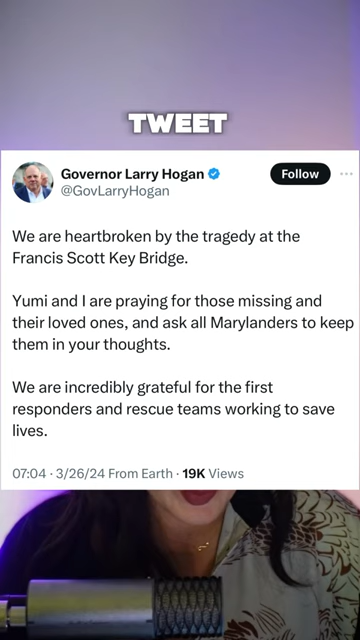 TWEET
Governor Larry Hogan
Follow
@GovLarryHogan
We are heartbroken by the tragedy at the
Francis Scott Key Bridge.
Yumi and I are praying for those missing and
their loved ones, and ask all Marylanders to keep
them in your thoughts.
We are incredibly grateful for the first
responders and rescue teams working to save
lives.
07:04 · 3/26/24 From Earth · 19K Views